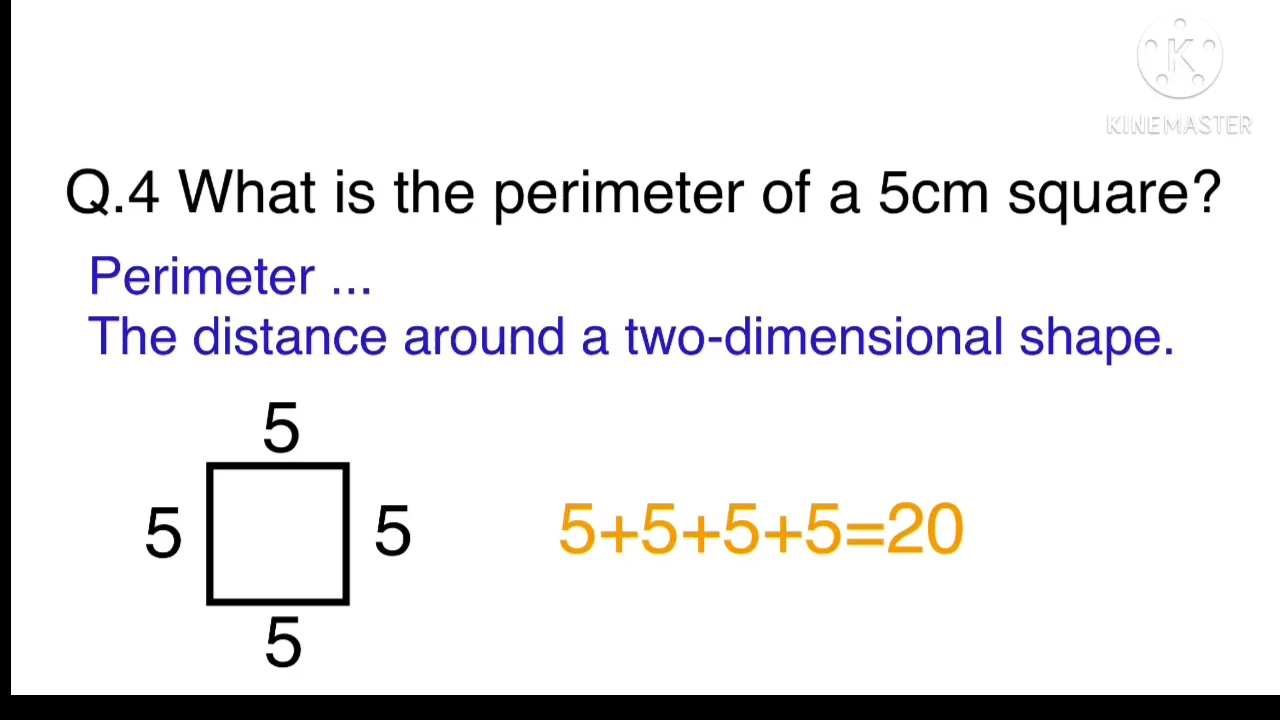 K
KINEMASTER
Q.4 What is the perimeter of a 5cm square?
Perimeter ...
The distance around a two-dimensional shape.
5
5
5
5+5+5+5=20
5